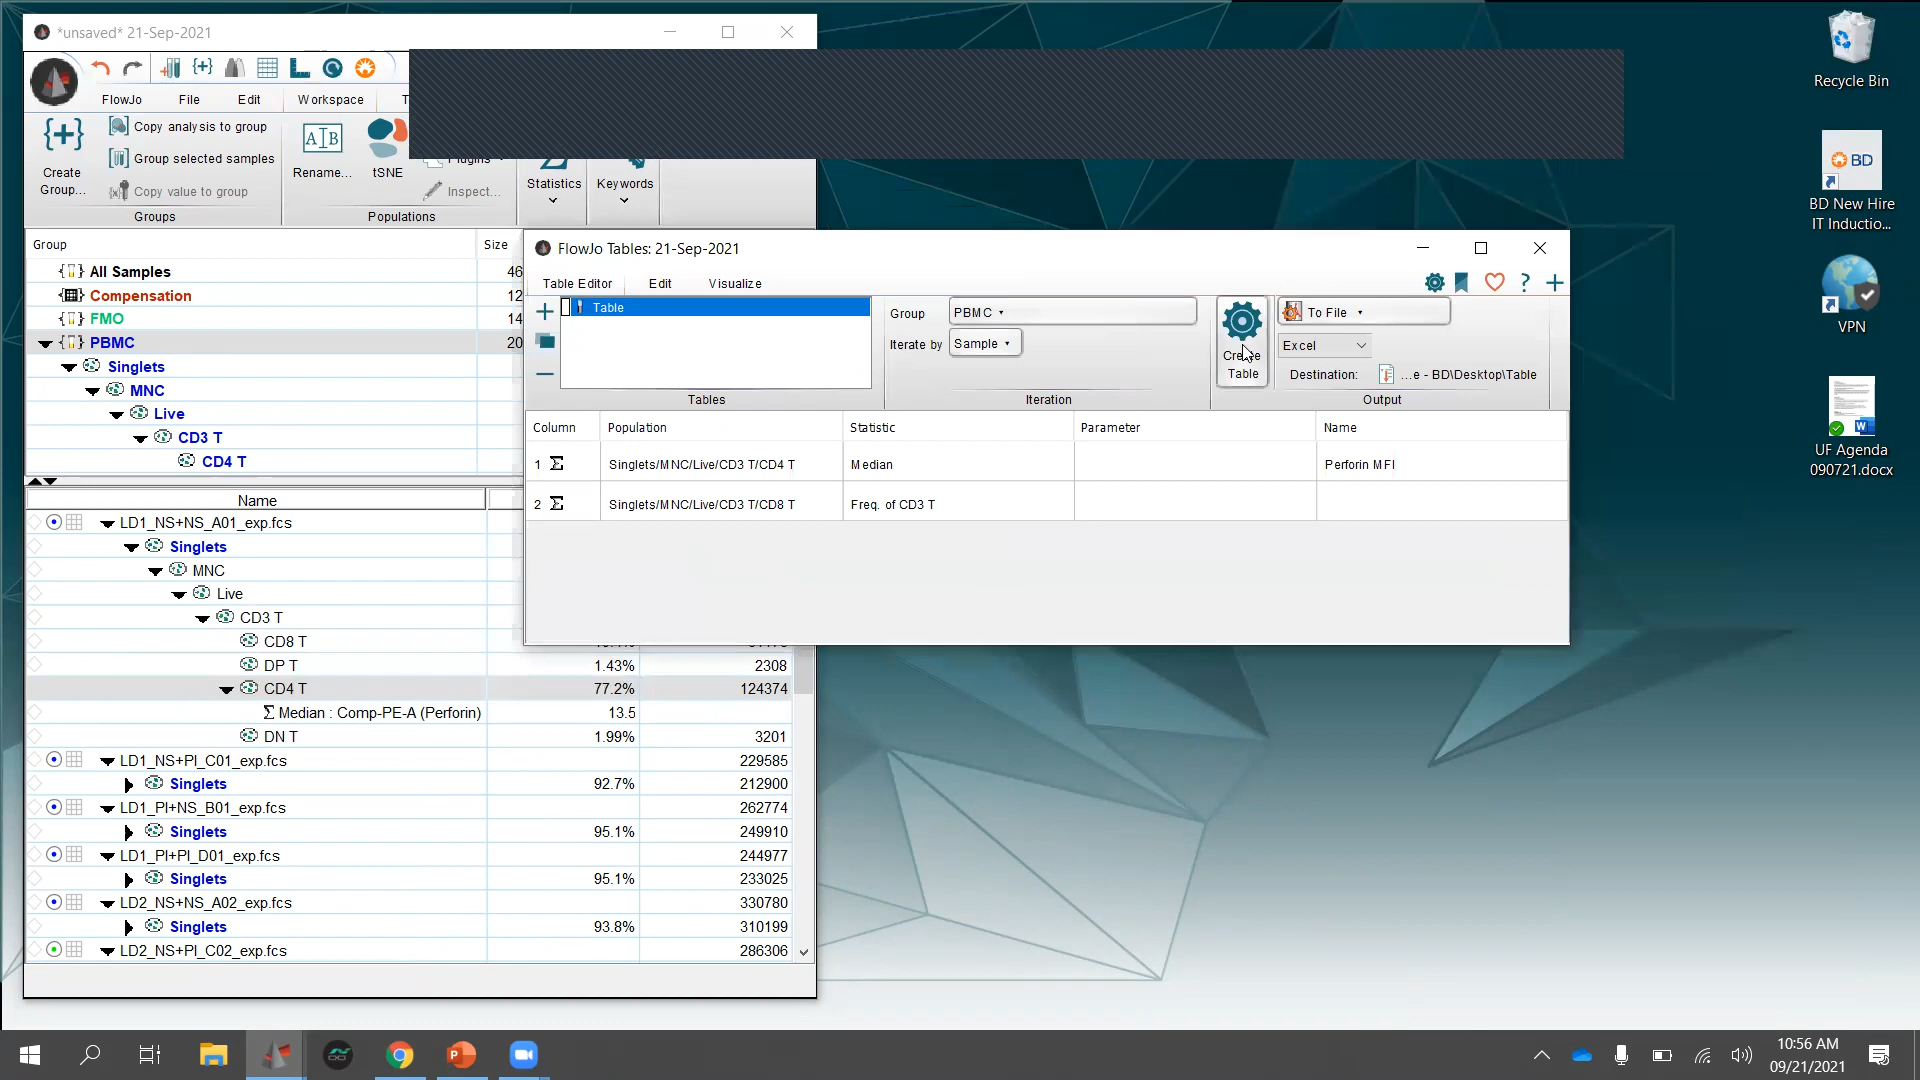 *unsaved* 21-Sep-2021
FlowJo File Edit Workspace T
Create Group...
Copy analysis to group
Group selected samples
Copy value to group
Groups
Rename...
tSNE
Plugins
Inspect...
Populations
Statistics
Keywords
Group Size
All Samples 46
Compensation 12
FMO 14
PBMC 20
Singlets
MNC
Live
CD3 T
CD4 T
Name
LD1_NS+NS_A01_exp.fcs
Singlets
MNC
Live
CD3 T
CD8 T
DP T 1.43% 2308
CD4 T 77.2% 124374
Σ Median : Comp-PE-A (Perforin) 13.5
DN T 1.99% 3201
LD1_NS+PI_C01_exp.fcs 229585
Singlets 92.7% 212900
LD1_PI+NS_B01_exp.fcs 262774
Singlets 95.1% 249910
LD1_PI+PI_D01_exp.fcs 244977
Singlets 95.1% 233025
LD2_NS+NS_A02_exp.fcs 330780
Singlets 93.8% 310199
LD2_NS+PI_C02_exp.fcs 286306
FlowJo Tables: 21-Sep-2021
Table Editor Edit Visualize
Table
Tables
Group PBMC
Iterate by Sample
Iteration
Create
Table
To File
Excel
Destination: ...e - BD\Desktop\Table
Output
Column Population Statistic Parameter Name
1 Σ Singlets/MNC/Live/CD3 T/CD4 T Median Perforin MFI
2 Σ Singlets/MNC/Live/CD3 T/CD8 T Freq. of CD3 T
Recycle Bin
BD
BD New Hire
IT Inductio...
VPN
UF Agenda
090721.docx
10:56 AM
09/21/2021